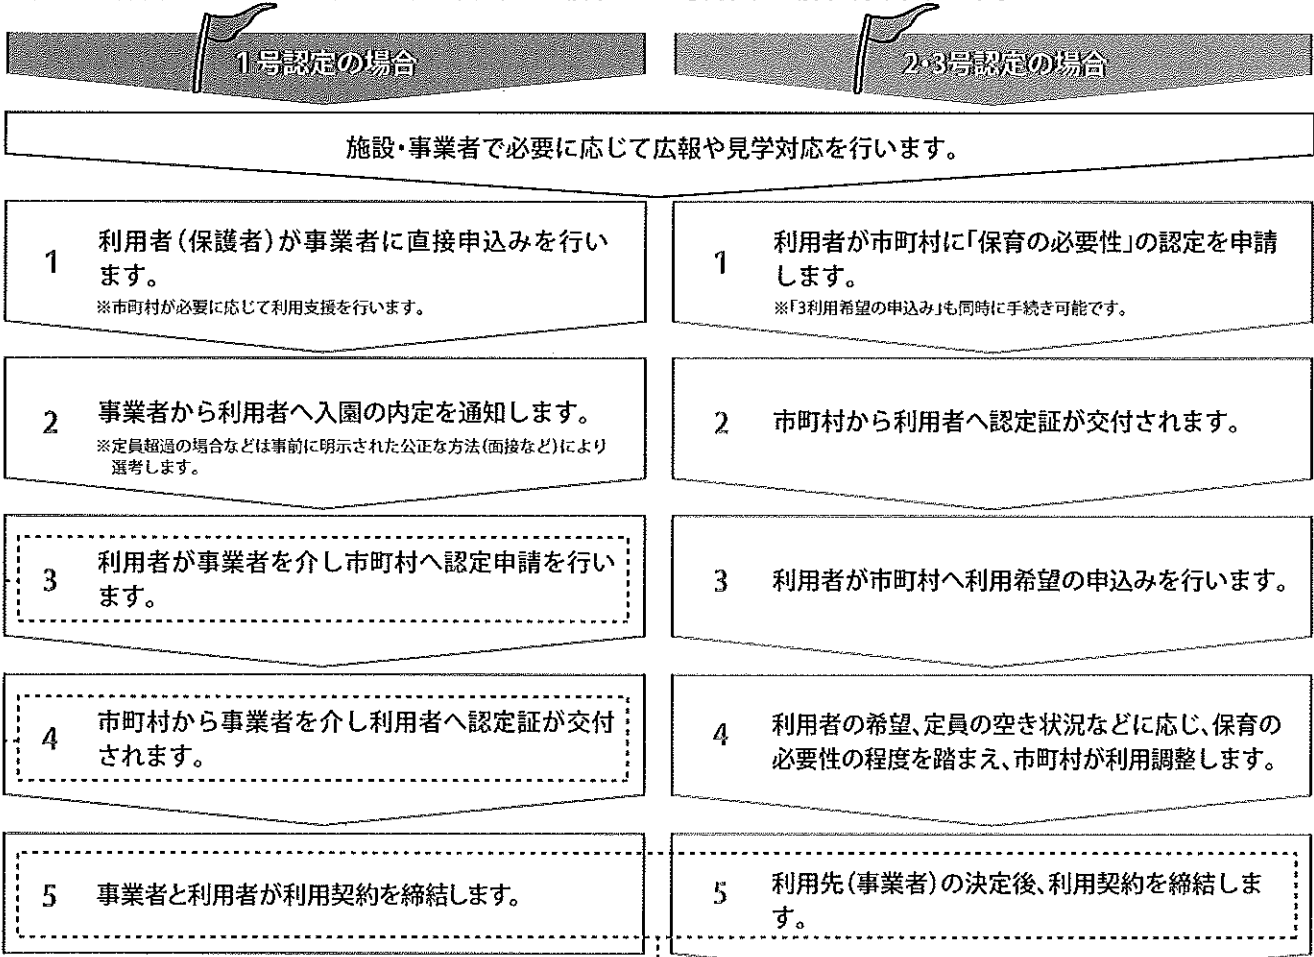 1号認定の場合
2・3号認定の場合
施設・事業者で必要に応じて広報や見学対応を行います。
1
利用者(保護者)が事業者に直接申込みを行い
ます。
※市町村が必要に応じて利用支援を行います。
1
利用者が市町村に「保育の必要性」の認定を申請
します。
※「3利用希望の申込み」も同時に手続き可能です。
2
事業者から利用者へ入園の内定を通知します。
※定員超過の場合などは事前に明示された公正な方法(面接など)により
選考します。
2
市町村から利用者へ認定証が交付されます。
3
利用者が事業者を介し市町村へ認定申請を行い
ます。
3
利用者が市町村へ利用希望の申込みを行います。
4
市町村から事業者を介し利用者へ認定証が交付
されます。
4
利用者の希望、定員の空き状況などに応じ、保育の
必要性の程度を踏まえ、市町村が利用調整します。
5
事業者と利用者が利用契約を締結します。
5
利用先(事業者)の決定後、利用契約を締結しま
す。